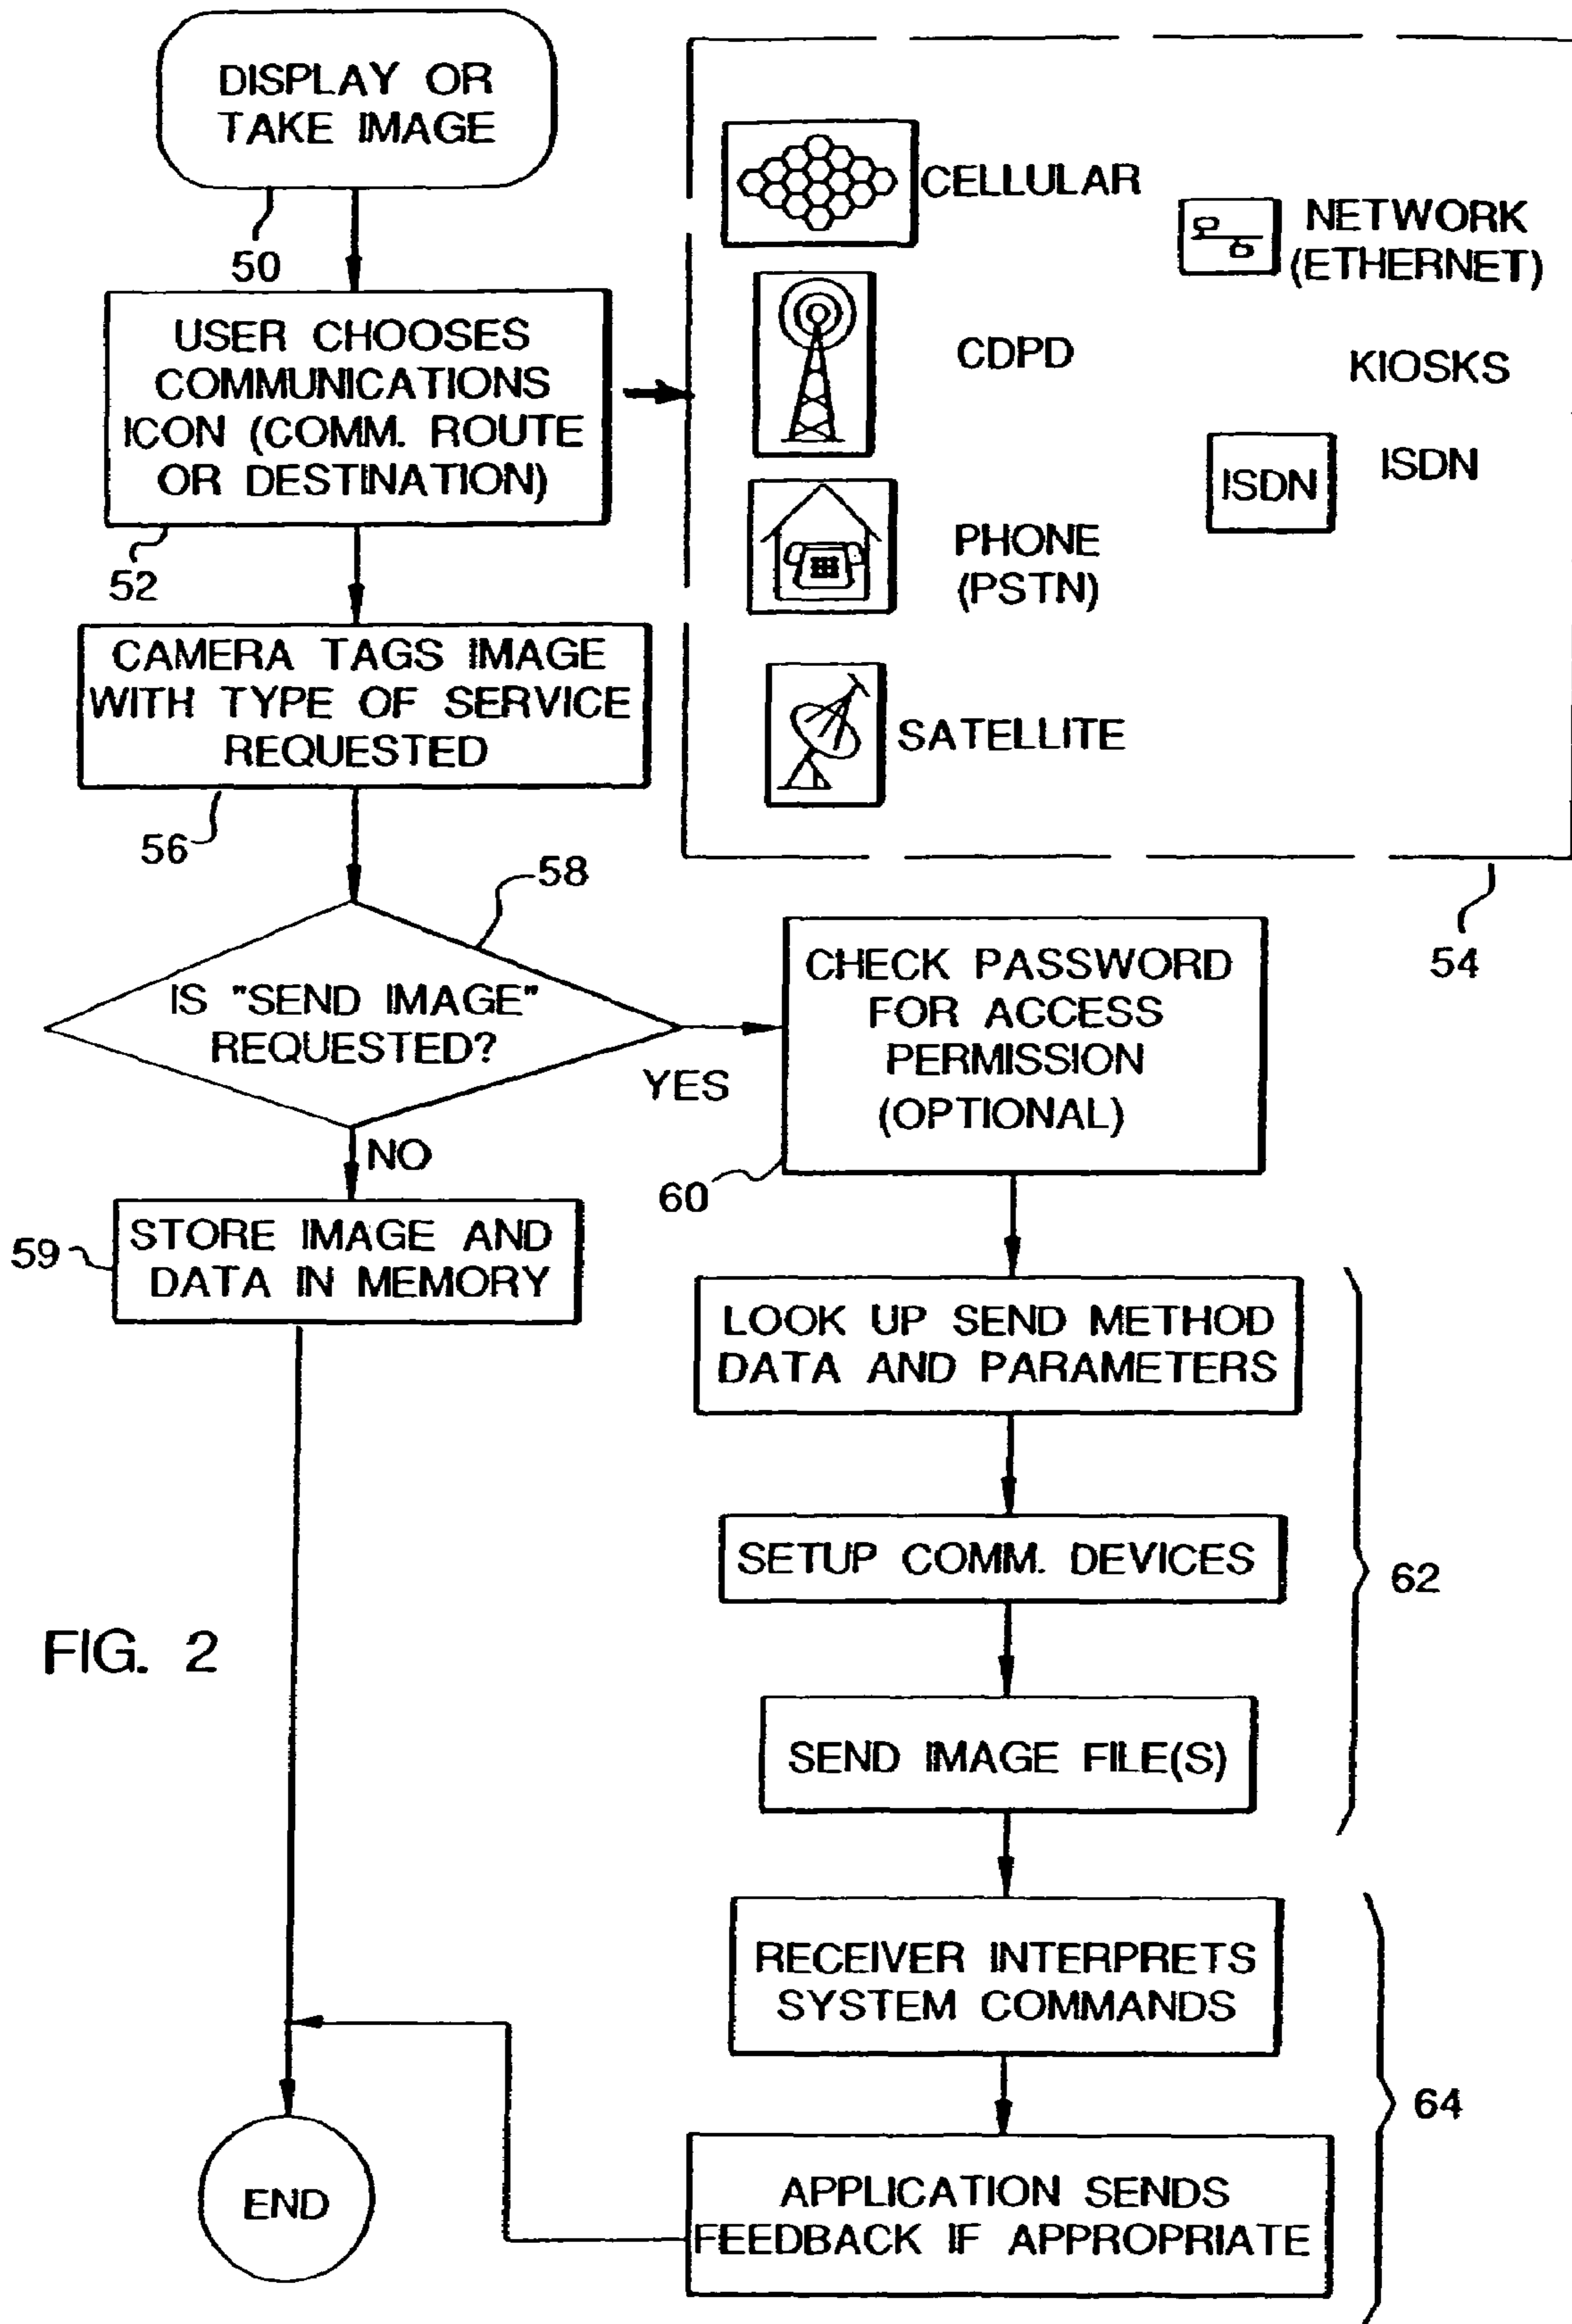 DISPLAY OR
TAKE IMAGE
50
USER CHOOSES
COMMUNICATIONS
ICON (COMM. ROUTE
OR DESTINATION)
52
CELLULAR
CDPD
PHONE
(PSTN)
SATELLITE
NETWORK
(ETHERNET)
KIOSKS
ISDN
ISDN
54
CAMERA TAGS IMAGE
WITH TYPE OF SERVICE
REQUESTED
56
58
IS "SEND IMAGE"
REQUESTED?
YES
NO
STORE IMAGE AND
DATA IN MEMORY
59
CHECK PASSWORD
FOR ACCESS
PERMISSION
(OPTIONAL)
60
LOOK UP SEND METHOD
DATA AND PARAMETERS
SETUP COMM. DEVICES
62
SEND IMAGE FILE(S)
FIG. 2
RECEIVER INTERPRETS
SYSTEM COMMANDS
64
APPLICATION SENDS
FEEDBACK IF APPROPRIATE
END